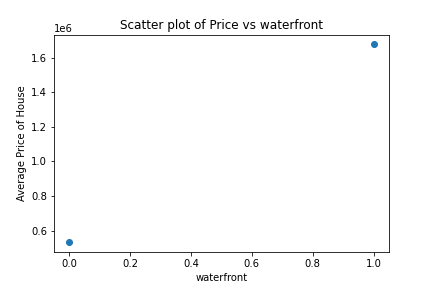 Scatter plot of Price vs waterfront
1e6
1.6
1.4
1.2
1.0
0.8
0.6
Average Price of House
0.0 0.2 0.4 0.6 0.8 1.0
waterfront